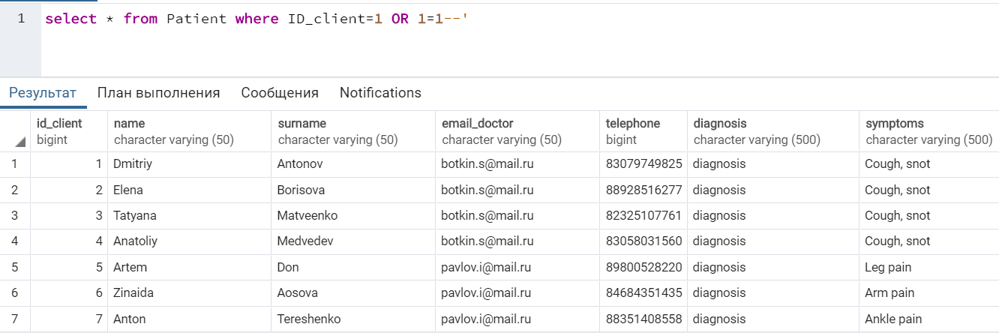 1 select * from Patient where ID_client=1 OR 1=1--'
Результат План выполнения Сообщения Notifications
id_client name surname email_doctor telephone diagnosis symptoms
bigint character varying (50) character varying (50) character varying (50) bigint character varying (500) character varying (500)
1 1 Dmitriy Antonov botkin.s@mail.ru 83079749825 diagnosis Cough, snot
2 2 Elena Borisova botkin.s@mail.ru 88928516277 diagnosis Cough, snot
3 3 Tatyana Matveenko botkin.s@mail.ru 82325107761 diagnosis Cough, snot
4 4 Anatoliy Medvedev botkin.s@mail.ru 83058031560 diagnosis Cough, snot
5 5 Artem Don pavlov.i@mail.ru 89800528220 diagnosis Leg pain
6 6 Zinaida Aosova pavlov.i@mail.ru 84684351435 diagnosis Arm pain
7 7 Anton Tereshenko pavlov.i@mail.ru 88351408558 diagnosis Ankle pain